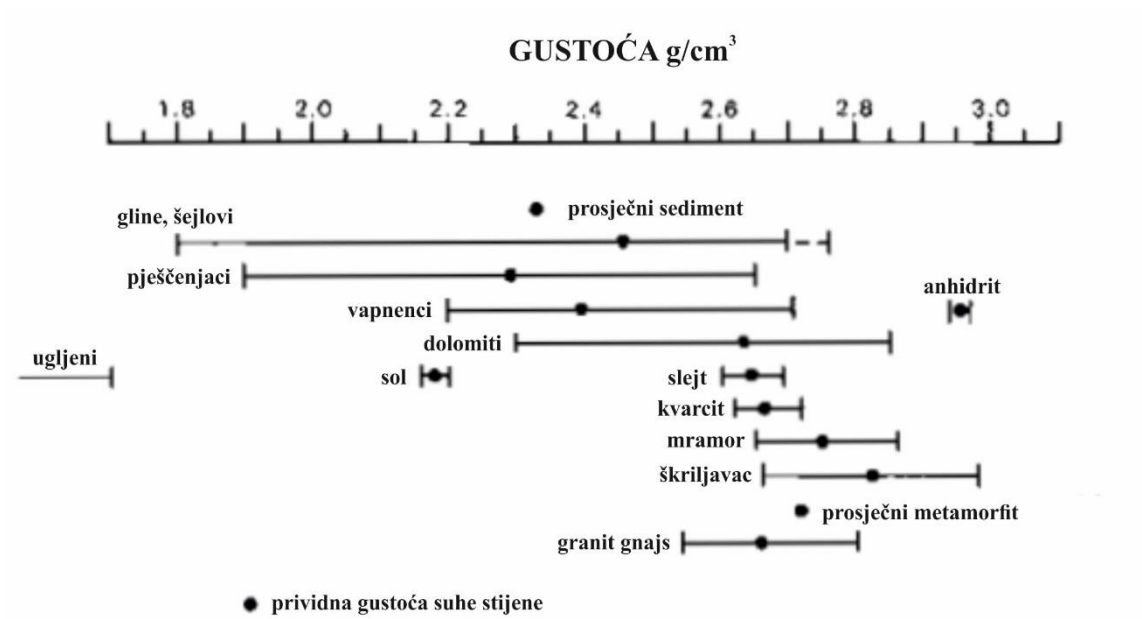 GUSTOĆA g/cm³
1.8 2.0 2.2 2.4 2.6 2.8 3.0
prosječni sediment
gline, šejlovi
pješčenjaci
anhidrit
vapnenci
dolomiti
ugljeni
sol
slejt
kvarcit
mramor
škriljavac
prosječni metamorfit
granit gnajs
prividna gustoća suhe stijene